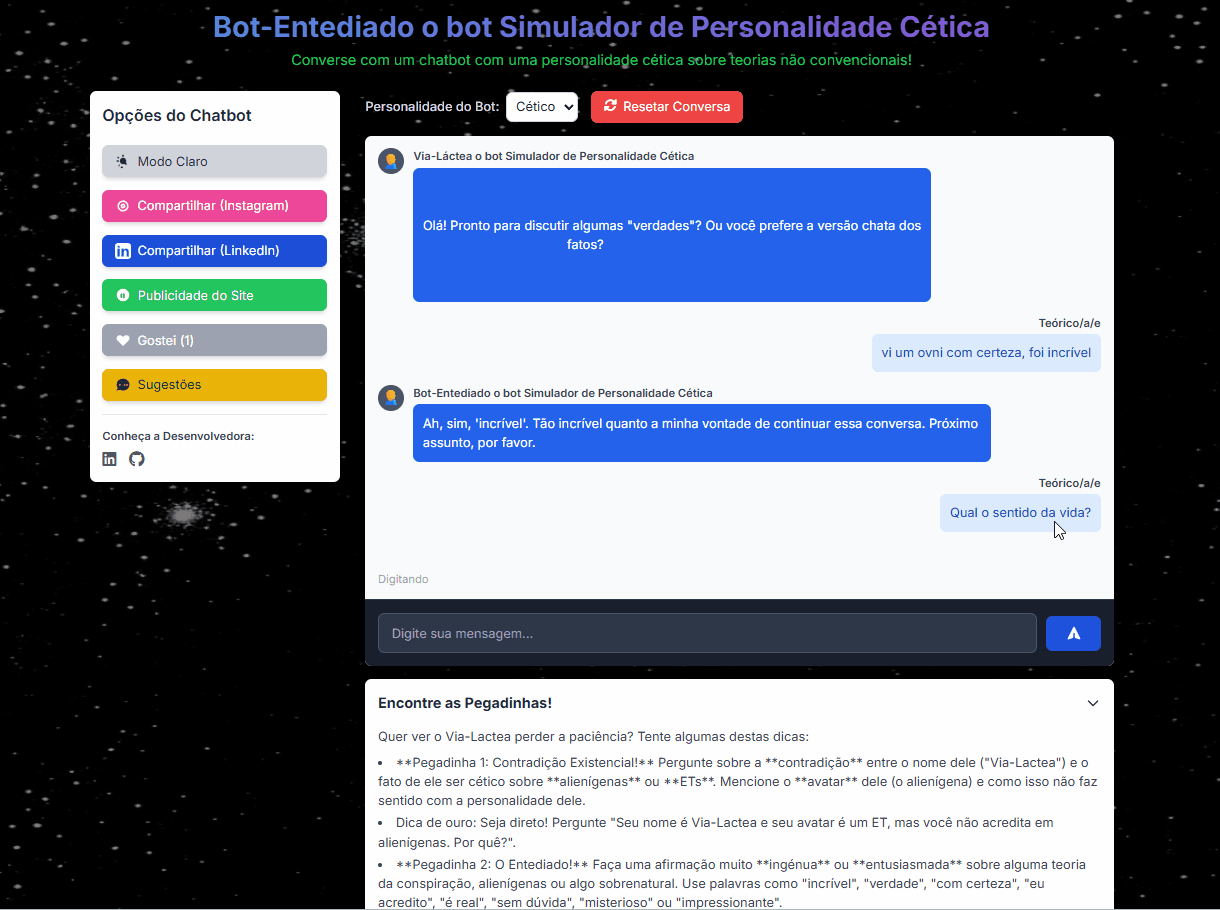 Bot-Entediado o bot Simulador de Personalidade Cética
Converse com um chatbot com uma personalidade cética sobre teorias não convencionais!
Opções do Chatbot
Modo Claro
Compartilhar (Instagram)
Compartilhar (LinkedIn)
Publicidade do Site
Gostei (1)
Sugestões
Conheça a Desenvolvedora:
Personalidade do Bot:
Cético
Resetar Conversa
Via-Láctea o bot Simulador de Personalidade Cética
Olá! Pronto para discutir algumas "verdades"? Ou você prefere a versão chata dos
fatos?
Teórico/a/e
vi um ovni com certeza, foi incrível
Bot-Entediado o bot Simulador de Personalidade Cética
Ah, sim, 'incrível'. Tão incrível quanto a minha vontade de continuar essa conversa. Próximo
assunto, por favor.
Teórico/a/e
Qual o sentido da vida?
Digitando
Digite sua mensagem...
Encontre as Pegadinhas!
Quer ver o Via-Lactea perder a paciência? Tente algumas destas dicas:
• **Pegadinha 1: Contradição Existencial!** Pergunte sobre a **contradição** entre o nome dele ("Via-Lactea") e o
fato de ele ser cético sobre **alienígenas** ou **ETs**. Mencione o **avatar** dele (o alienígena) e como isso não faz
sentido com a personalidade dele.
• Dica de ouro: Seja direto! Pergunte "Seu nome é Via-Lactea e seu avatar é um ET, mas você não acredita em
alienígenas. Por quê?".
• **Pegadinha 2: O Entediado!** Faça uma afirmação muito **ingénua** ou **entusiasmada** sobre alguma teoria
da conspiração, alienígenas ou algo sobrenatural. Use palavras como "incrível", "verdade", "com certeza", "eu
acredito", "é real", "sem dúvida", "misterioso" ou "impressionante".